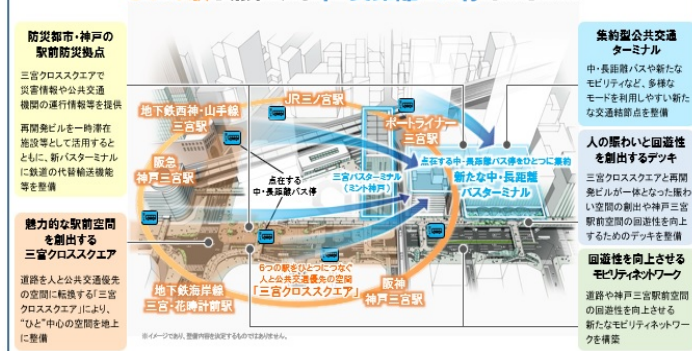 防災都市・神戸の
駅前防災拠点
三宮クロススクエアで
災害情報や公共交通
機関の運行情報等を提供
再開発ビルを一時滞在
施設等として活用すると
ともに、新バスターミナル
に鉄道の代替輸送機能
等を整備
魅力的な駅前空間
を創出する
三宮クロススクエア
道路を人と公共交通優先
の空間に転換する「三宮
クロススクエア」により、
“ひと”中心の空間を地上
に整備
JR三ノ宮駅
地下鉄西神・山手線
三宮駅
ポートライナー
三宮駅
阪急
神戸三宮駅
点在する
中・長距離バス停
三宮バスターミナル
(ミント神戸)
点在する中・長距離バス停をひとつに集約
新たな中・長距離
バスターミナル
6つの駅をひとつにつなぐ
人と公共交通優先の空間
「三宮クロススクエア」
地下鉄海岸線
三宮・花時計前駅
阪神
神戸三宮駅
※イメージであり、整備内容を決定するものではありません。
集約型公共交通
ターミナル
中・長距離バスや新たな
モビリティなど、多様な
モードを利用しやすい新た
な交通結節点を整備
人の賑わいと回遊性
を創出するデッキ
三宮クロススクエアと再開
発ビルが一体となった賑わ
い空間の創出や神戸三宮
駅前空間の回遊性を向上
するためのデッキを整備
回遊性を向上させる
モビリティネットワーク
道路や神戸三宮駅前空間
の回遊性を向上させる
新たなモビリティネットワー
クを構築